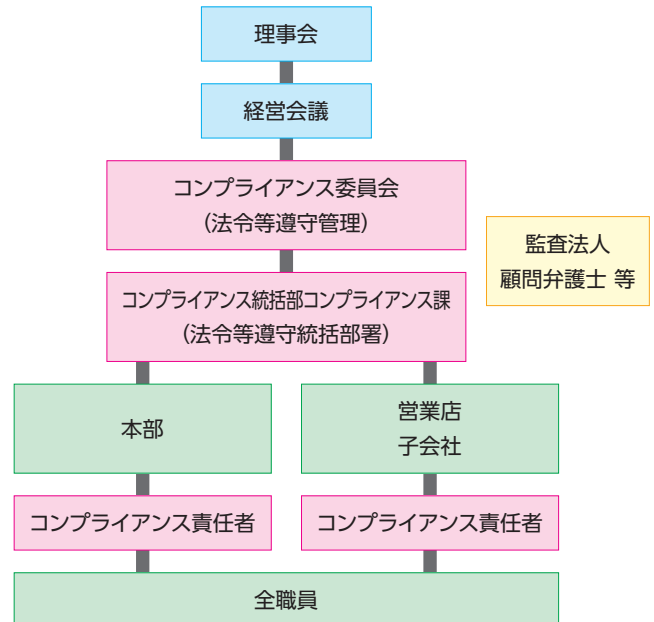 理事会
経営会議
コンプライアンス委員会
（法令等遵守管理）
監査法人
顧問弁護士 等
コンプライアンス統括部コンプライアンス課
（法令等遵守統括部署）
本部
営業店
子会社
コンプライアンス責任者
コンプライアンス責任者
全職員